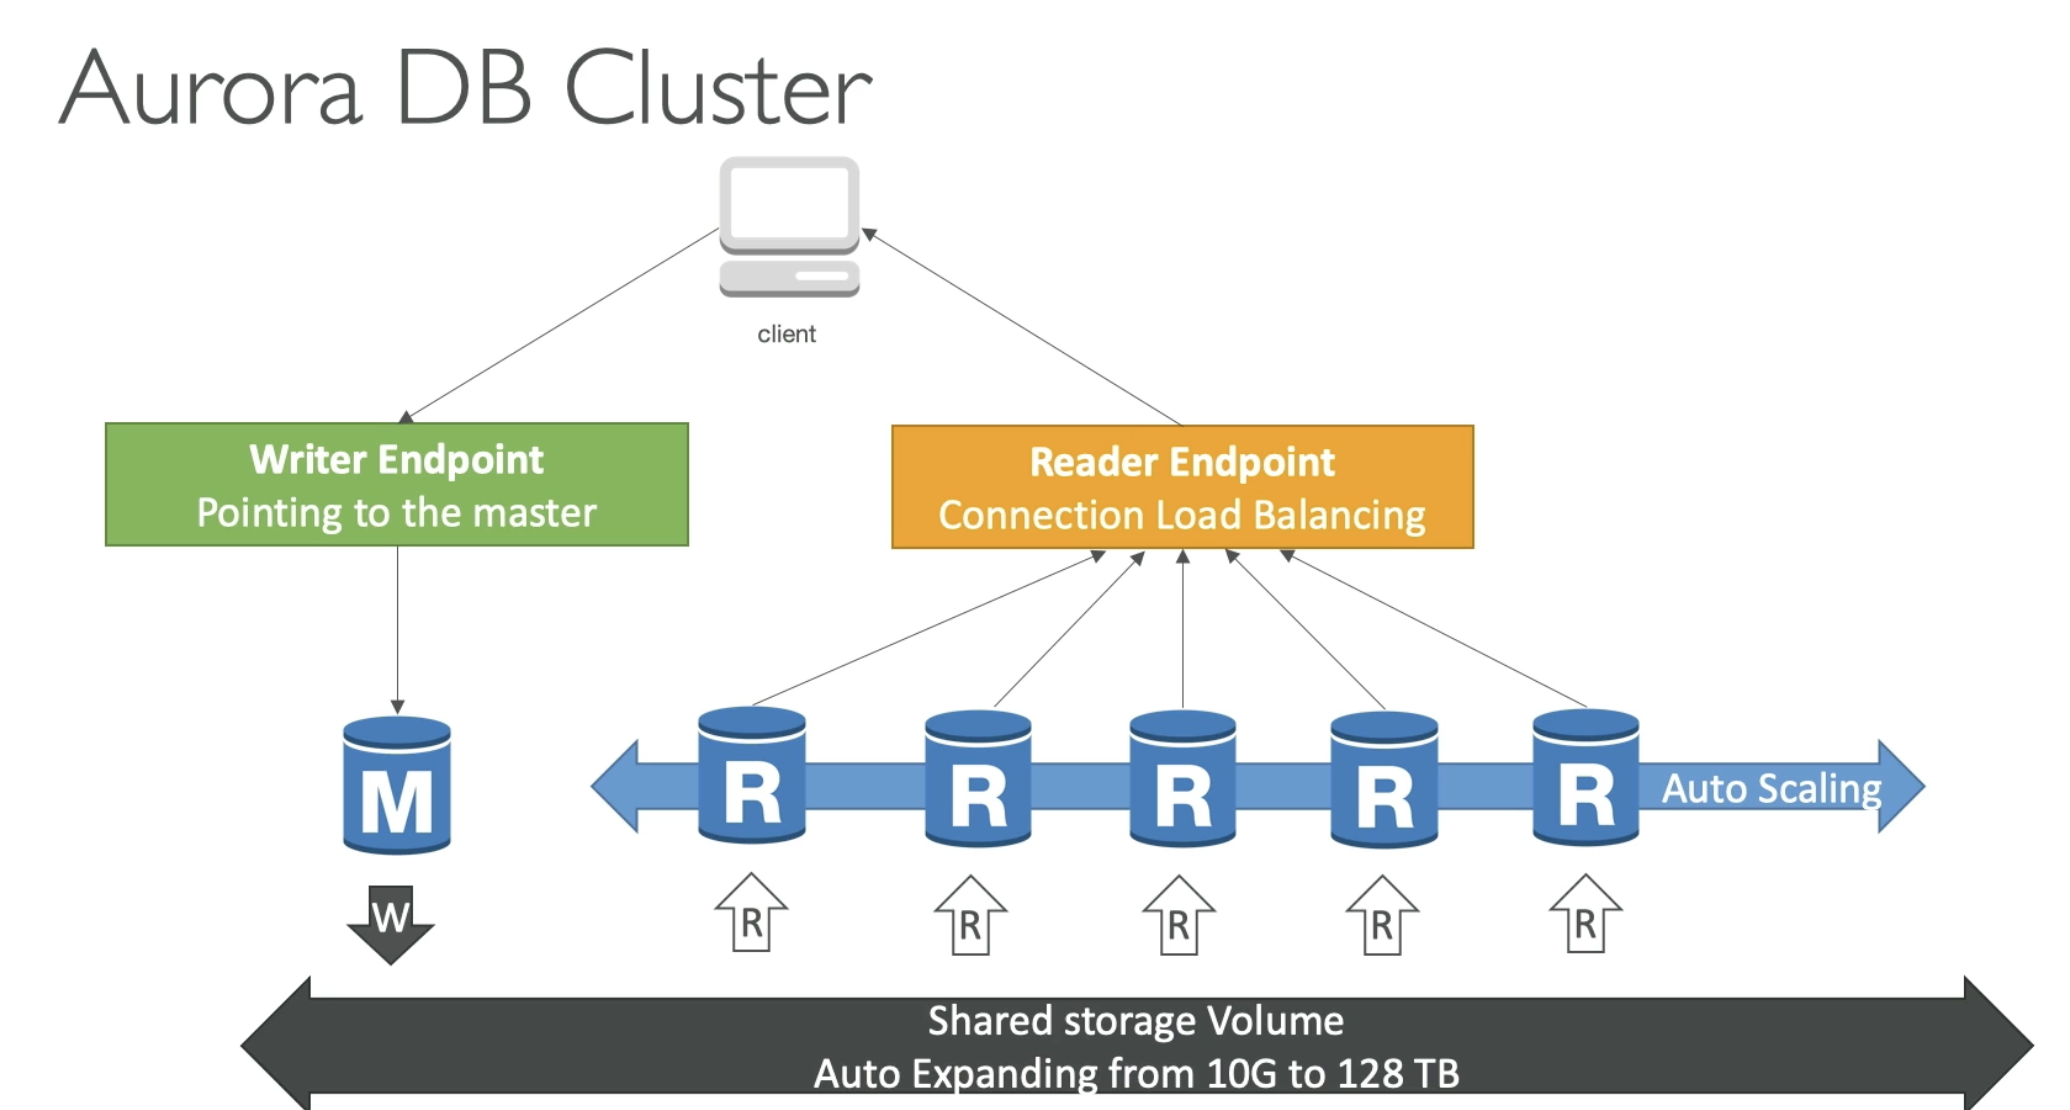 Aurora DB Cluster
client
Writer Endpoint
Pointing to the master
Reader Endpoint
Connection Load Balancing
M
R
R
R
R
R
Auto Scaling
W
R
R
R
R
R
Shared storage Volume
Auto Expanding from 10G to 128 TB